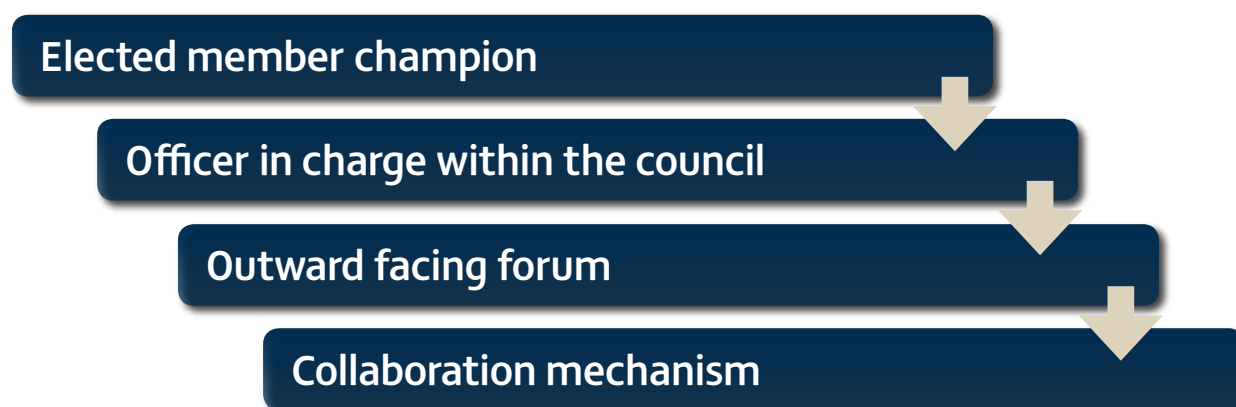 Elected member champion
Officer in charge within the council
Outward facing forum
Collaboration mechanism